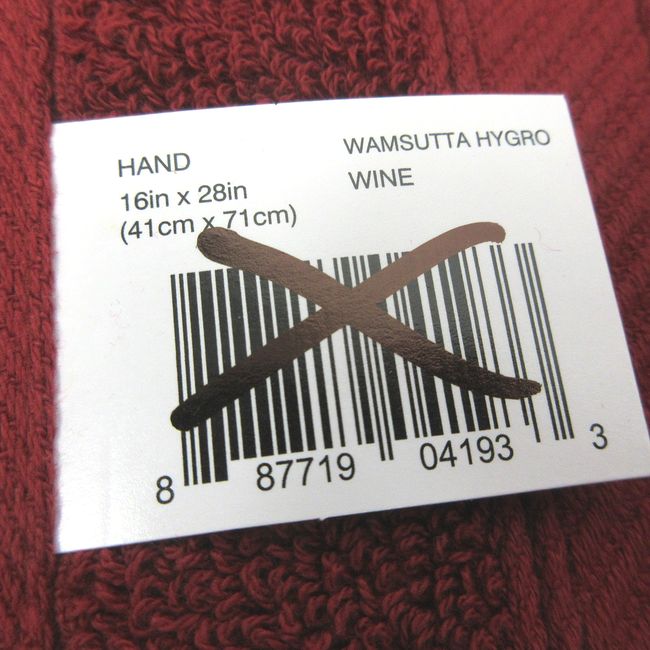 HAND
16in x 28in
(41cm x 71cm)
WAMSUTTA HYGRO
WINE
8 87719 04193 3